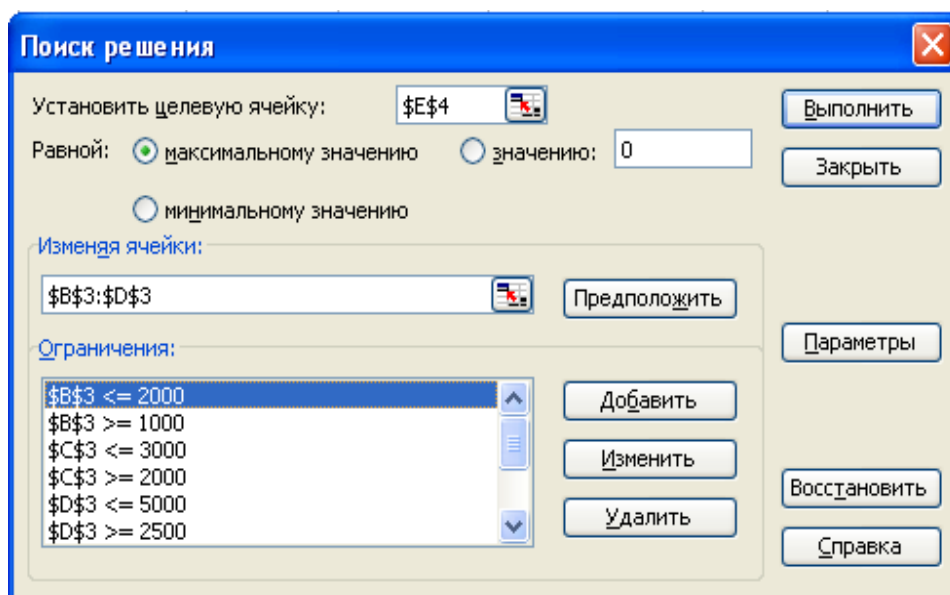 Поиск решения
Установить целевую ячейку: $E$4 Выполнить
Равной: максимальному значению значению: 0 Закрыть
минимальному значению
Изменяя ячейки:
$B$3:$D$3 Предположить
Ограничения: Параметры
$B$3 <= 2000 Добавить
$B$3 >= 1000
$C$3 <= 3000 Изменить
$C$3 >= 2000
$D$3 <= 5000 Удалить Восстановить
$D$3 >= 2500
Справка